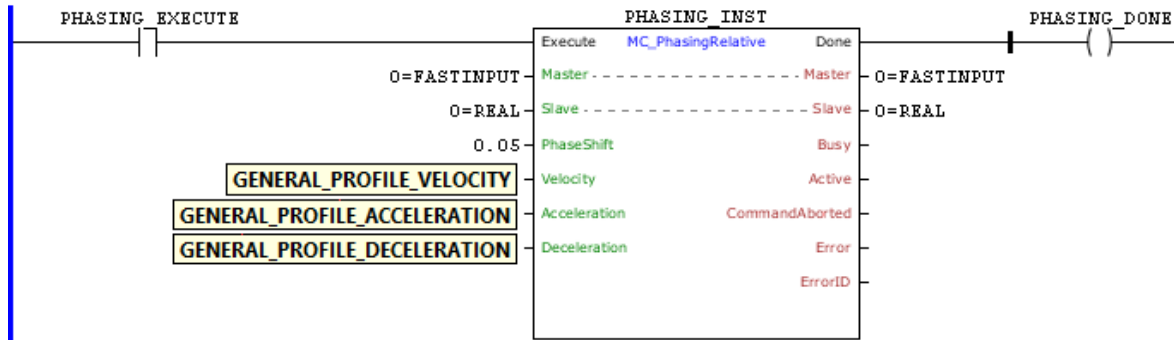 PHASING_EXECUTE PHASING_INST PHASING_DONE
Execute MC_PhasingRelative Done
0=FASTINPUT Master Master 0=FASTINPUT
0=REAL Slave Slave 0=REAL
0.05 PhaseShift Busy
GENERAL_PROFILE_VELOCITY Velocity Active
GENERAL_PROFILE_ACCELERATION Acceleration CommandAborted
GENERAL_PROFILE_DECELERATION Deceleration Error
ErrorID